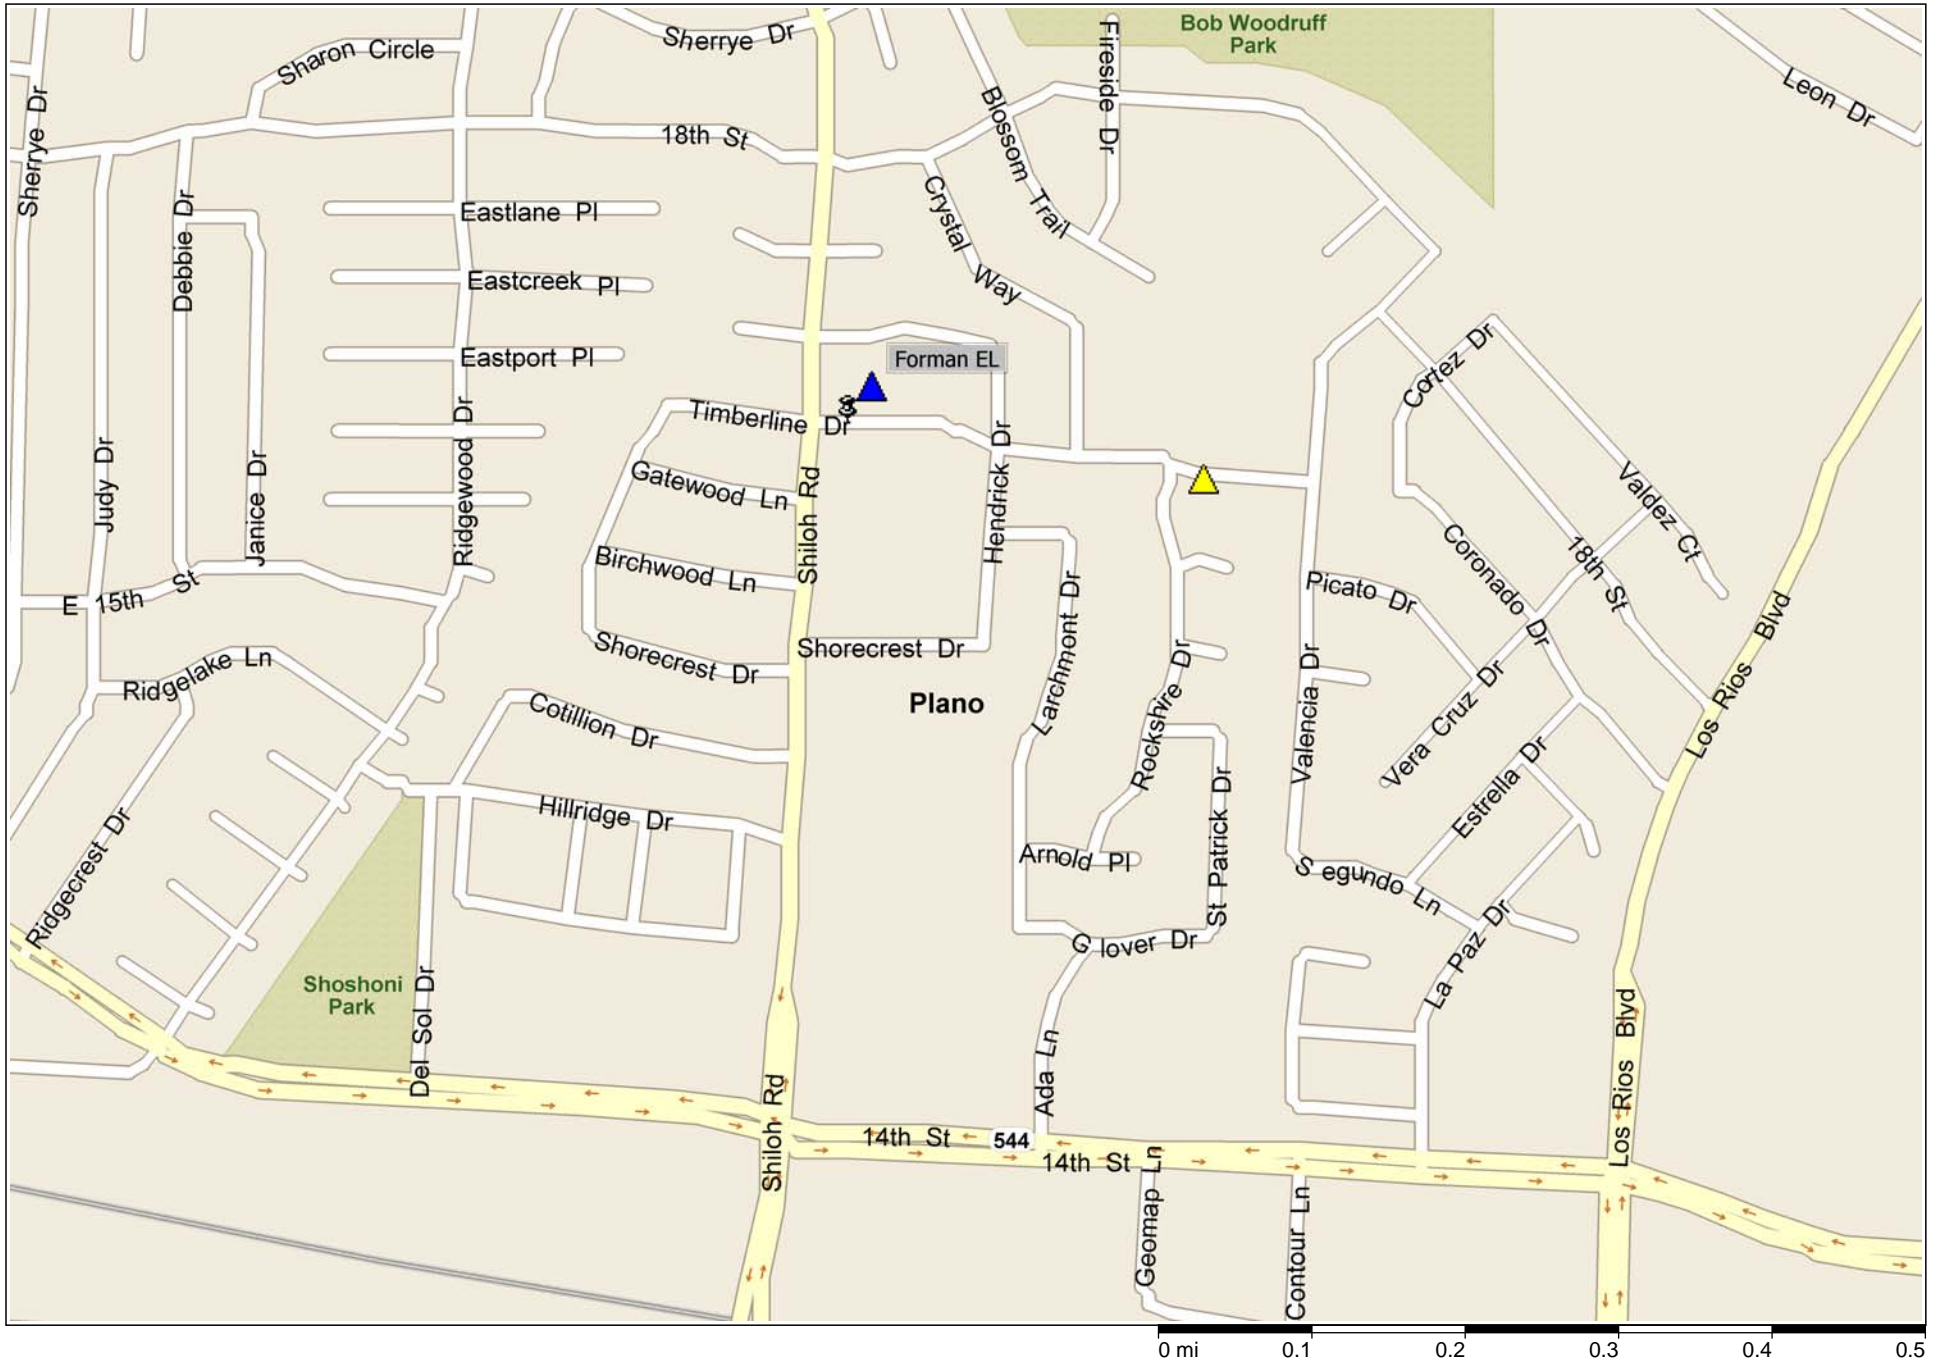 Bob Woodruff
Park
Sharon Circle
Sherrye Dr
Fireside Dr
Leon Dr
Sherrye Dr
Blossom Trail
18th St
Debbie Dr
Eastlane Pl
Crystal Way
Eastcreek Pl
Eastport Pl
Forman EL
Cortez Dr
Timberline Dr
Judy Dr
Janice Dr
Ridgewood Dr
Gatewood Ln
Shiloh Rd
Hendrick Dr
Valdez Ct
Birchwood Ln
Coronado Dr
18th St
E 15th St
Picato Dr
Larchmont Dr
Shorecrest Dr
Shorecrest Dr
Ridgelake Ln
Plano
Rockshire Dr
Valencia Dr
Vera Cruz Dr
Los Rios Blvd
Cotillion Dr
Estrella Dr
Hillridge Dr
St Patrick Dr
Ridgecrest Dr
Arnold Pl
S egundo Ln
G lover Dr
La Paz Dr
Shoshoni
Park
Del Sol Dr
Ada Ln
Los Rios Blvd
Shiloh Rd
14th St
544
14th St
Geomap Ln
Contour Ln
0 mi 0.1 0.2 0.3 0.4 0.5